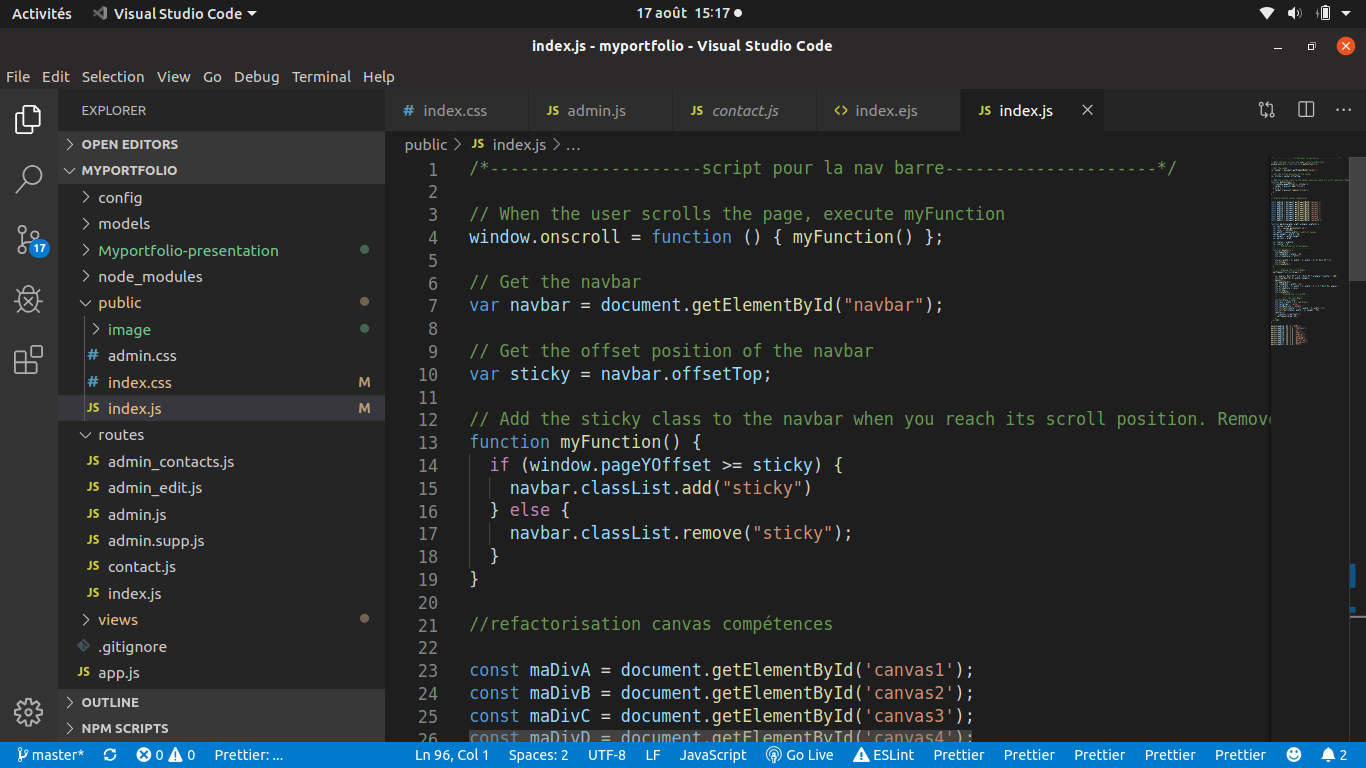 Activités Visual Studio Code 17 août 15:17
index.js - myportfolio - Visual Studio Code
File Edit Selection View Go Debug Terminal Help
EXPLORER
OPEN EDITORS
MYPORTFOLIO
config
models
Myportfolio-presentation
node_modules
public
image
# admin.css
# index.css M
JS index.js M
routes
JS admin_contacts.js
JS admin_edit.js
JS admin.js
JS admin.supp.js
JS contact.js
JS index.js
views
.gitignore
JS app.js
OUTLINE
NPM SCRIPTS
17
# index.css JS admin.js JS contact.js <> index.ejs JS index.js
public > JS index.js > ...
1 /*---------------------script pour la nav barre---------------------*/
2
3 // When the user scrolls the page, execute myFunction
4 window.onscroll = function () { myFunction() };
5
6 // Get the navbar
7 var navbar = document.getElementById("navbar");
8
9 // Get the offset position of the navbar
10 var sticky = navbar.offsetTop;
11
12 // Add the sticky class to the navbar when you reach its scroll position. Remove
13 function myFunction() {
14 if (window.pageYOffset >= sticky) {
15 navbar.classList.add("sticky")
16 } else {
17 navbar.classList.remove("sticky");
18 }
19 }
20
21 //refactorisation canvas compétences
22
23 const maDivA = document.getElementById('canvas1');
24 const maDivB = document.getElementById('canvas2');
25 const maDivC = document.getElementById('canvas3');
26 const maDivD = document.getElementById('canvas4');
master* 0 0 Prettier: ... Ln 96, Col 1 Spaces: 2 UTF-8 LF JavaScript Go Live ESLint Prettier Prettier Prettier Prettier Prettier 2